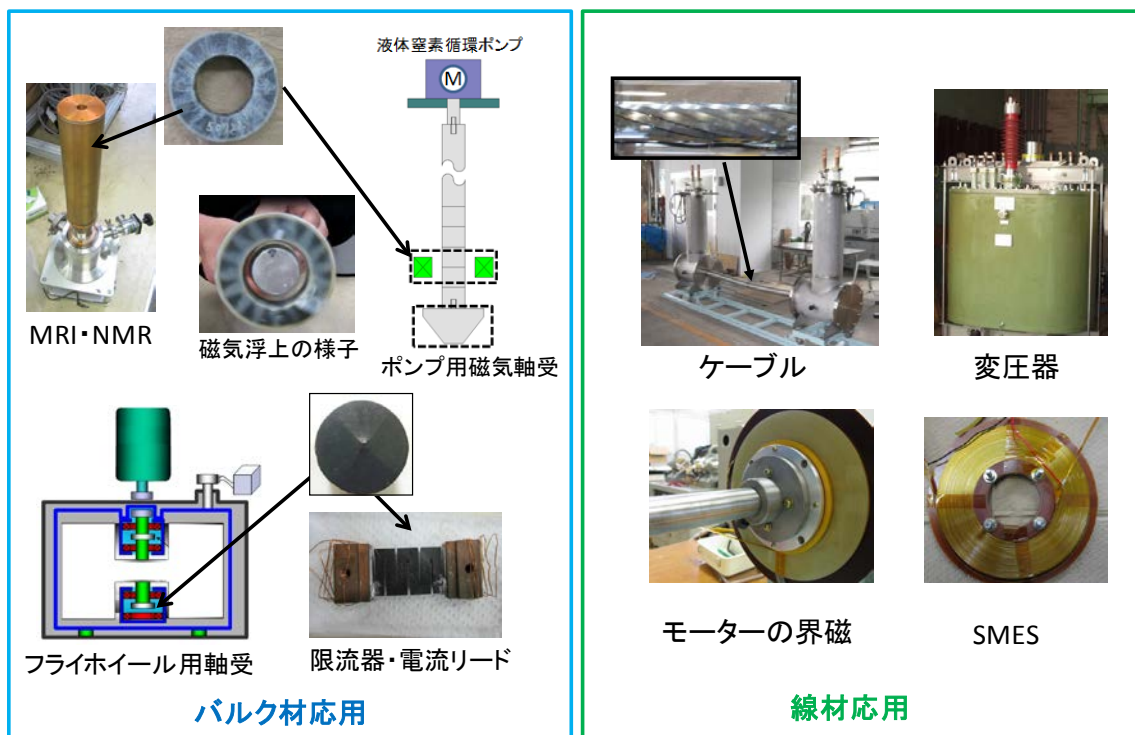 液体窒素循環ポンプ
M
MRI・NMR
磁気浮上の様子
ポンプ用磁気軸受
フライホイール用軸受
限流器・電流リード
バルク材応用
ケーブル
変圧器
モーターの界磁
SMES
線材応用